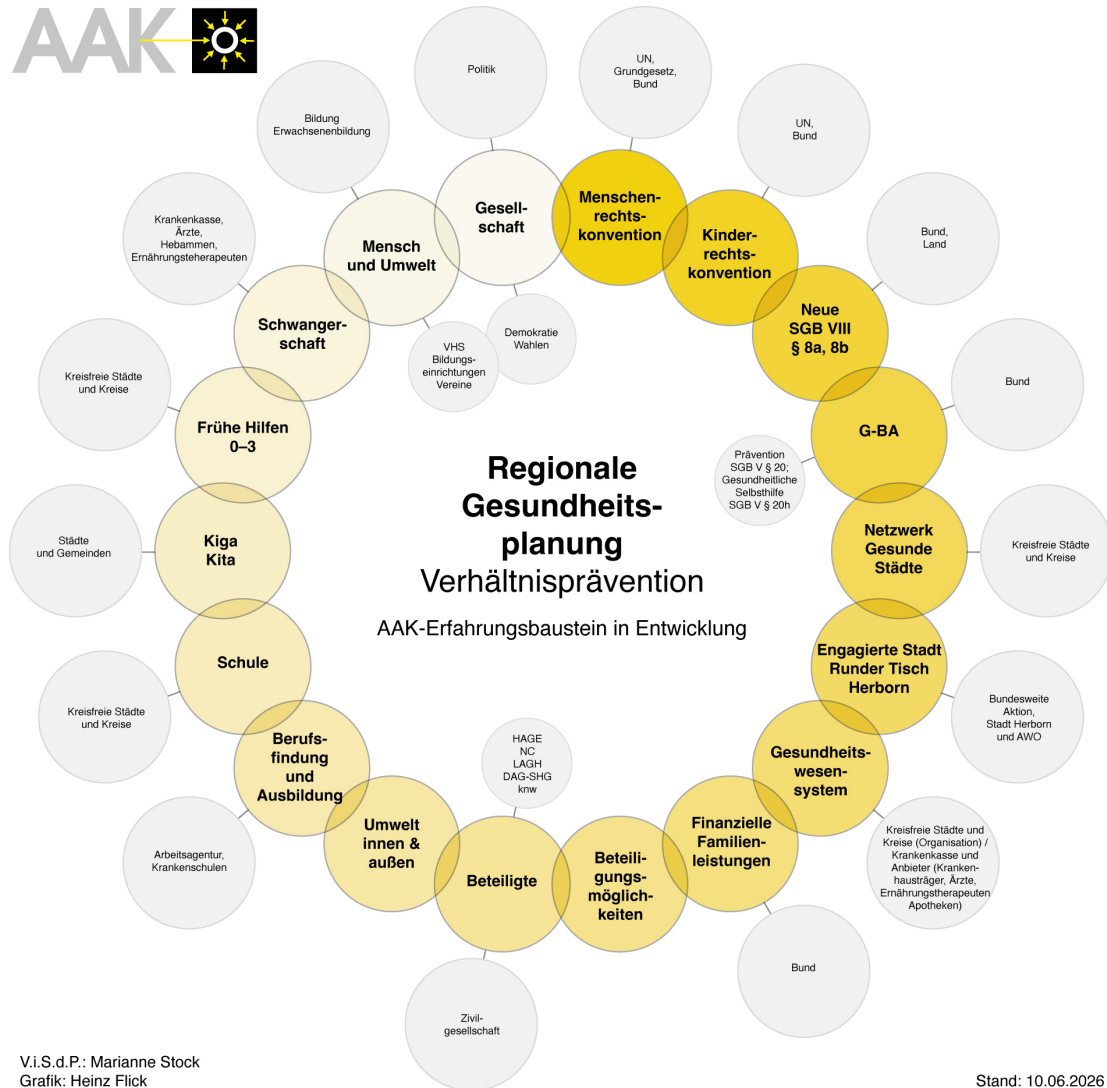 AAK
Politik
UN,
Grundgesetz,
Bund
Bildung
Erwachsenenbildung
UN,
Bund
Krankenkasse,
Ärzte,
Hebammen,
Ernährungsteherapeuten
Bund,
Land
Kreisfreie Städte
und Kreise
Bund
Städte
und Gemeinden
Kreisfreie Städte
und Kreise
Kreisfreie Städte
und Kreise
Bundesweite
Aktion,
Stadt Herborn
und AWO
Arbeitsagentur,
Krankenschulen
Kreisfreie Städte und
Kreise (Organisation) /
Krankenkasse und
Anbieter (Kranken-
hausträger, Ärzte,
Ernährungstherapeuten
Apotheken)
Bund
Zivil-
gesellschaft
Gesell-
schaft
Menschen-
rechts-
konvention
Kinder-
rechts-
konvention
Neue
SGB VIII
§ 8a, 8b
G-BA
Netzwerk
Gesunde
Städte
Engagierte Stadt
Runder Tisch
Herborn
Gesundheits-
wesen-
system
Finanzielle
Familien-
leistungen
Beteili-
gungs-
möglich-
keiten
Beteiligte
Umwelt
innen &
außen
Berufs-
findung
und
Ausbildung
Schule
Kiga
Kita
Frühe Hilfen
0–3
Schwanger-
schaft
Mensch
und Umwelt
VHS
Bildungs-
einrichtungen
Vereine
Demokratie
Wahlen
Prävention
SGB V § 20;
Gesundheitliche
Selbsthilfe
SGB V § 20h
HAGE
NC
LAGH
DAG-SHG
knw
Regionale
Gesundheits-
planung
Verhältnisprävention
AAK-Erfahrungsbaustein in Entwicklung
V.i.S.d.P.: Marianne Stock
Grafik: Heinz Flick
Stand: 10.06.2026